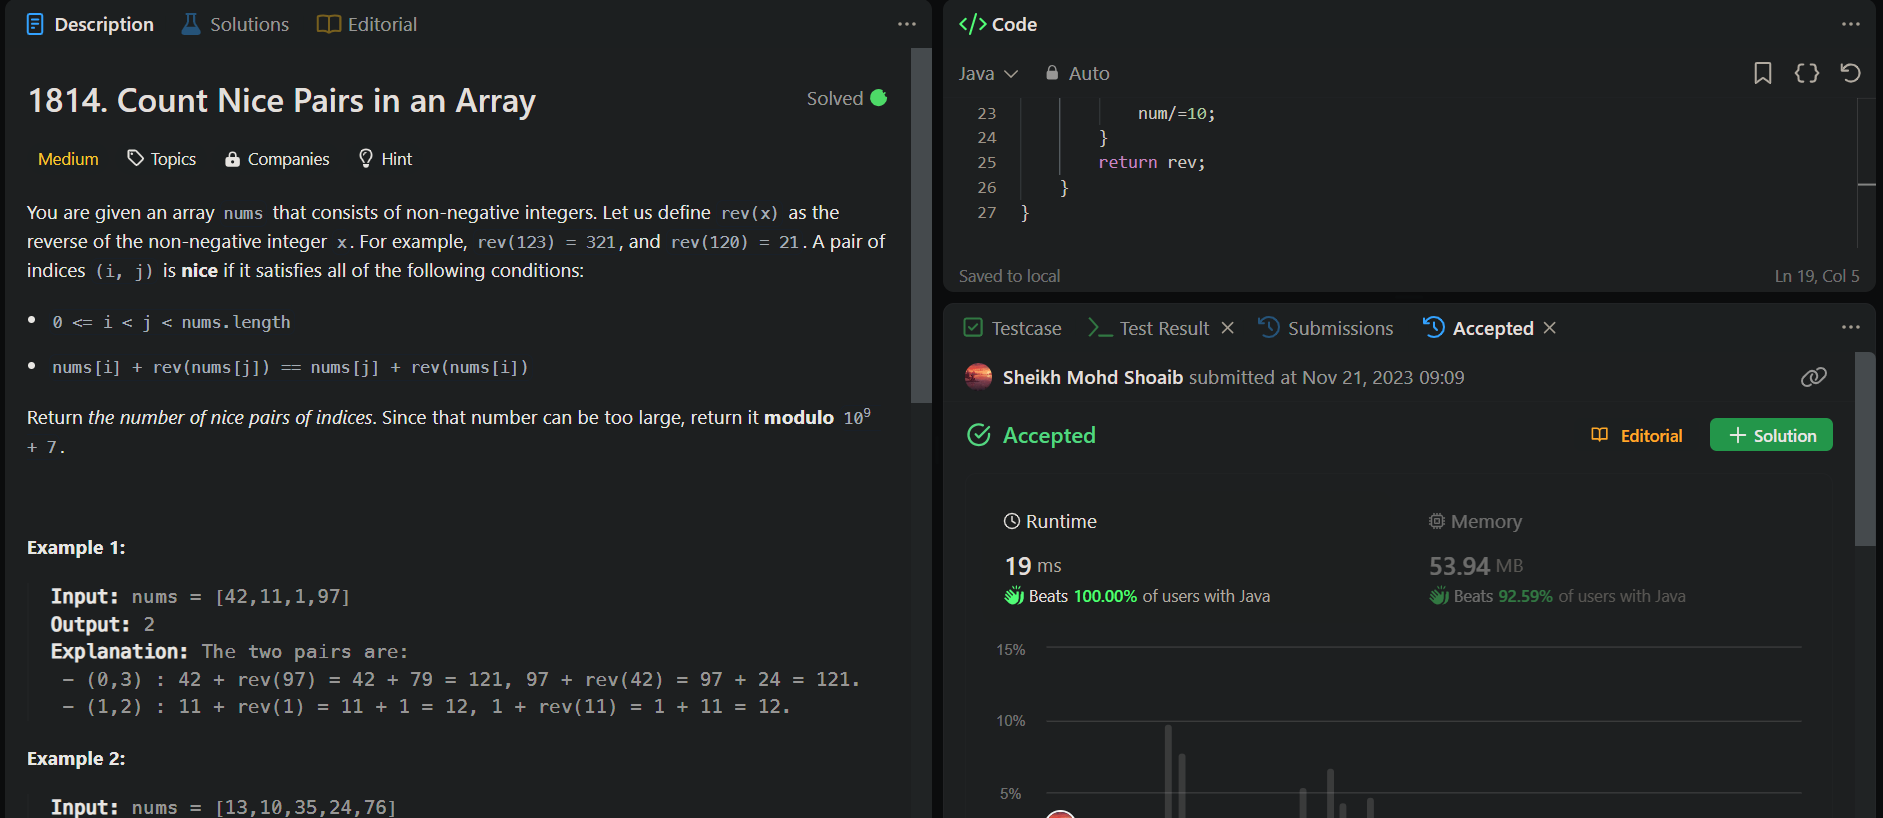 Description Solutions Editorial
1814. Count Nice Pairs in an Array
Solved
Medium Topics Companies Hint
You are given an array nums that consists of non-negative integers. Let us define rev(x) as the
reverse of the non-negative integer x. For example, rev(123) = 321, and rev(120) = 21. A pair of
indices (i, j) is nice if it satisfies all of the following conditions:
• 0 <= i < j < nums.length
• nums[i] + rev(nums[j]) == nums[j] + rev(nums[i])
Return the number of nice pairs of indices. Since that number can be too large, return it modulo 10⁹
+ 7.
Example 1:
Input: nums = [42,11,1,97]
Output: 2
Explanation: The two pairs are:
- (0,3) : 42 + rev(97) = 42 + 79 = 121, 97 + rev(42) = 97 + 24 = 121.
- (1,2) : 11 + rev(1) = 11 + 1 = 12, 1 + rev(11) = 1 + 11 = 12.
Example 2:
Input: nums = [13,10,35,24,76]
</> Code
Java Auto
23 num/=10;
24 }
25 return rev;
26 }
27 }
Saved to local Ln 19, Col 5
Testcase Test Result Submissions Accepted
Sheikh Mohd Shoaib submitted at Nov 21, 2023 09:09
Accepted
Editorial + Solution
Runtime
19 ms
Beats 100.00% of users with Java
Memory
53.94 MB
Beats 92.59% of users with Java
15%
10%
5%